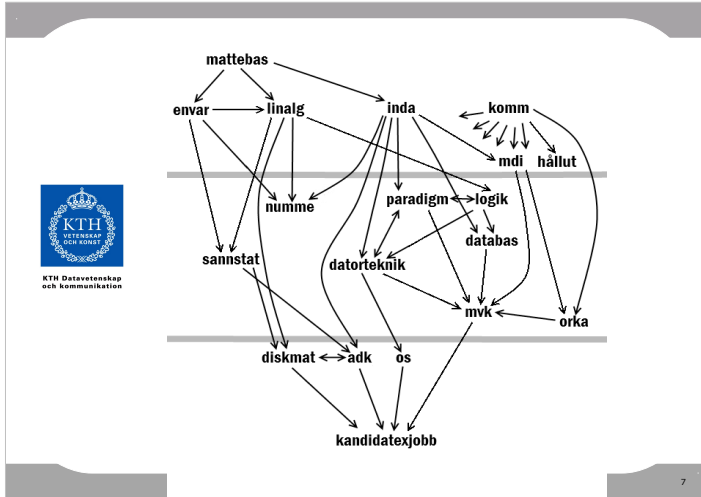 mattebas
envar
linalg
inda
komm
mdi
hållut
numme
paradigm
logik
databas
sannstat
datorteknik
mvk
orka
diskmat
adk
os
kandidatexjobb
KTH
VETENSKAP
OCH KONST
KTH Datavetenskap
och kommunikation
7